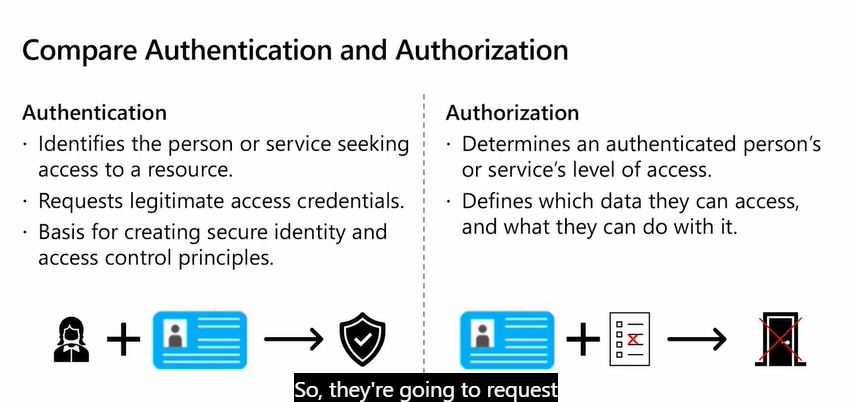 Compare Authentication and Authorization
Authentication
· Identifies the person or service seeking
access to a resource.
· Requests legitimate access credentials.
· Basis for creating secure identity and
access control principles.
Authorization
· Determines an authenticated person's
or service's level of access.
· Defines which data they can access,
and what they can do with it.
So, they're going to request